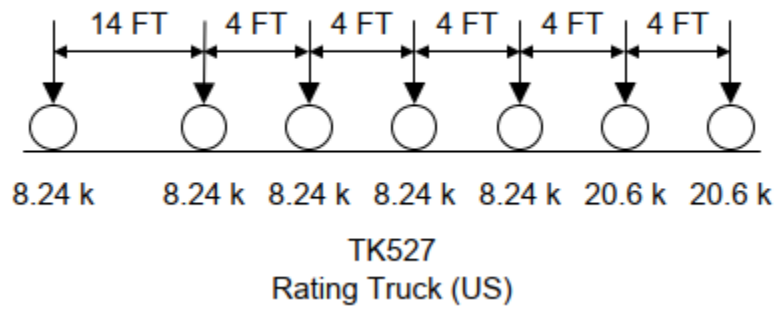 14 FT 4 FT 4 FT 4 FT 4 FT 4 FT
8.24 k 8.24 k 8.24 k 8.24 k 8.24 k 20.6 k 20.6 k
TK527
Rating Truck (US)